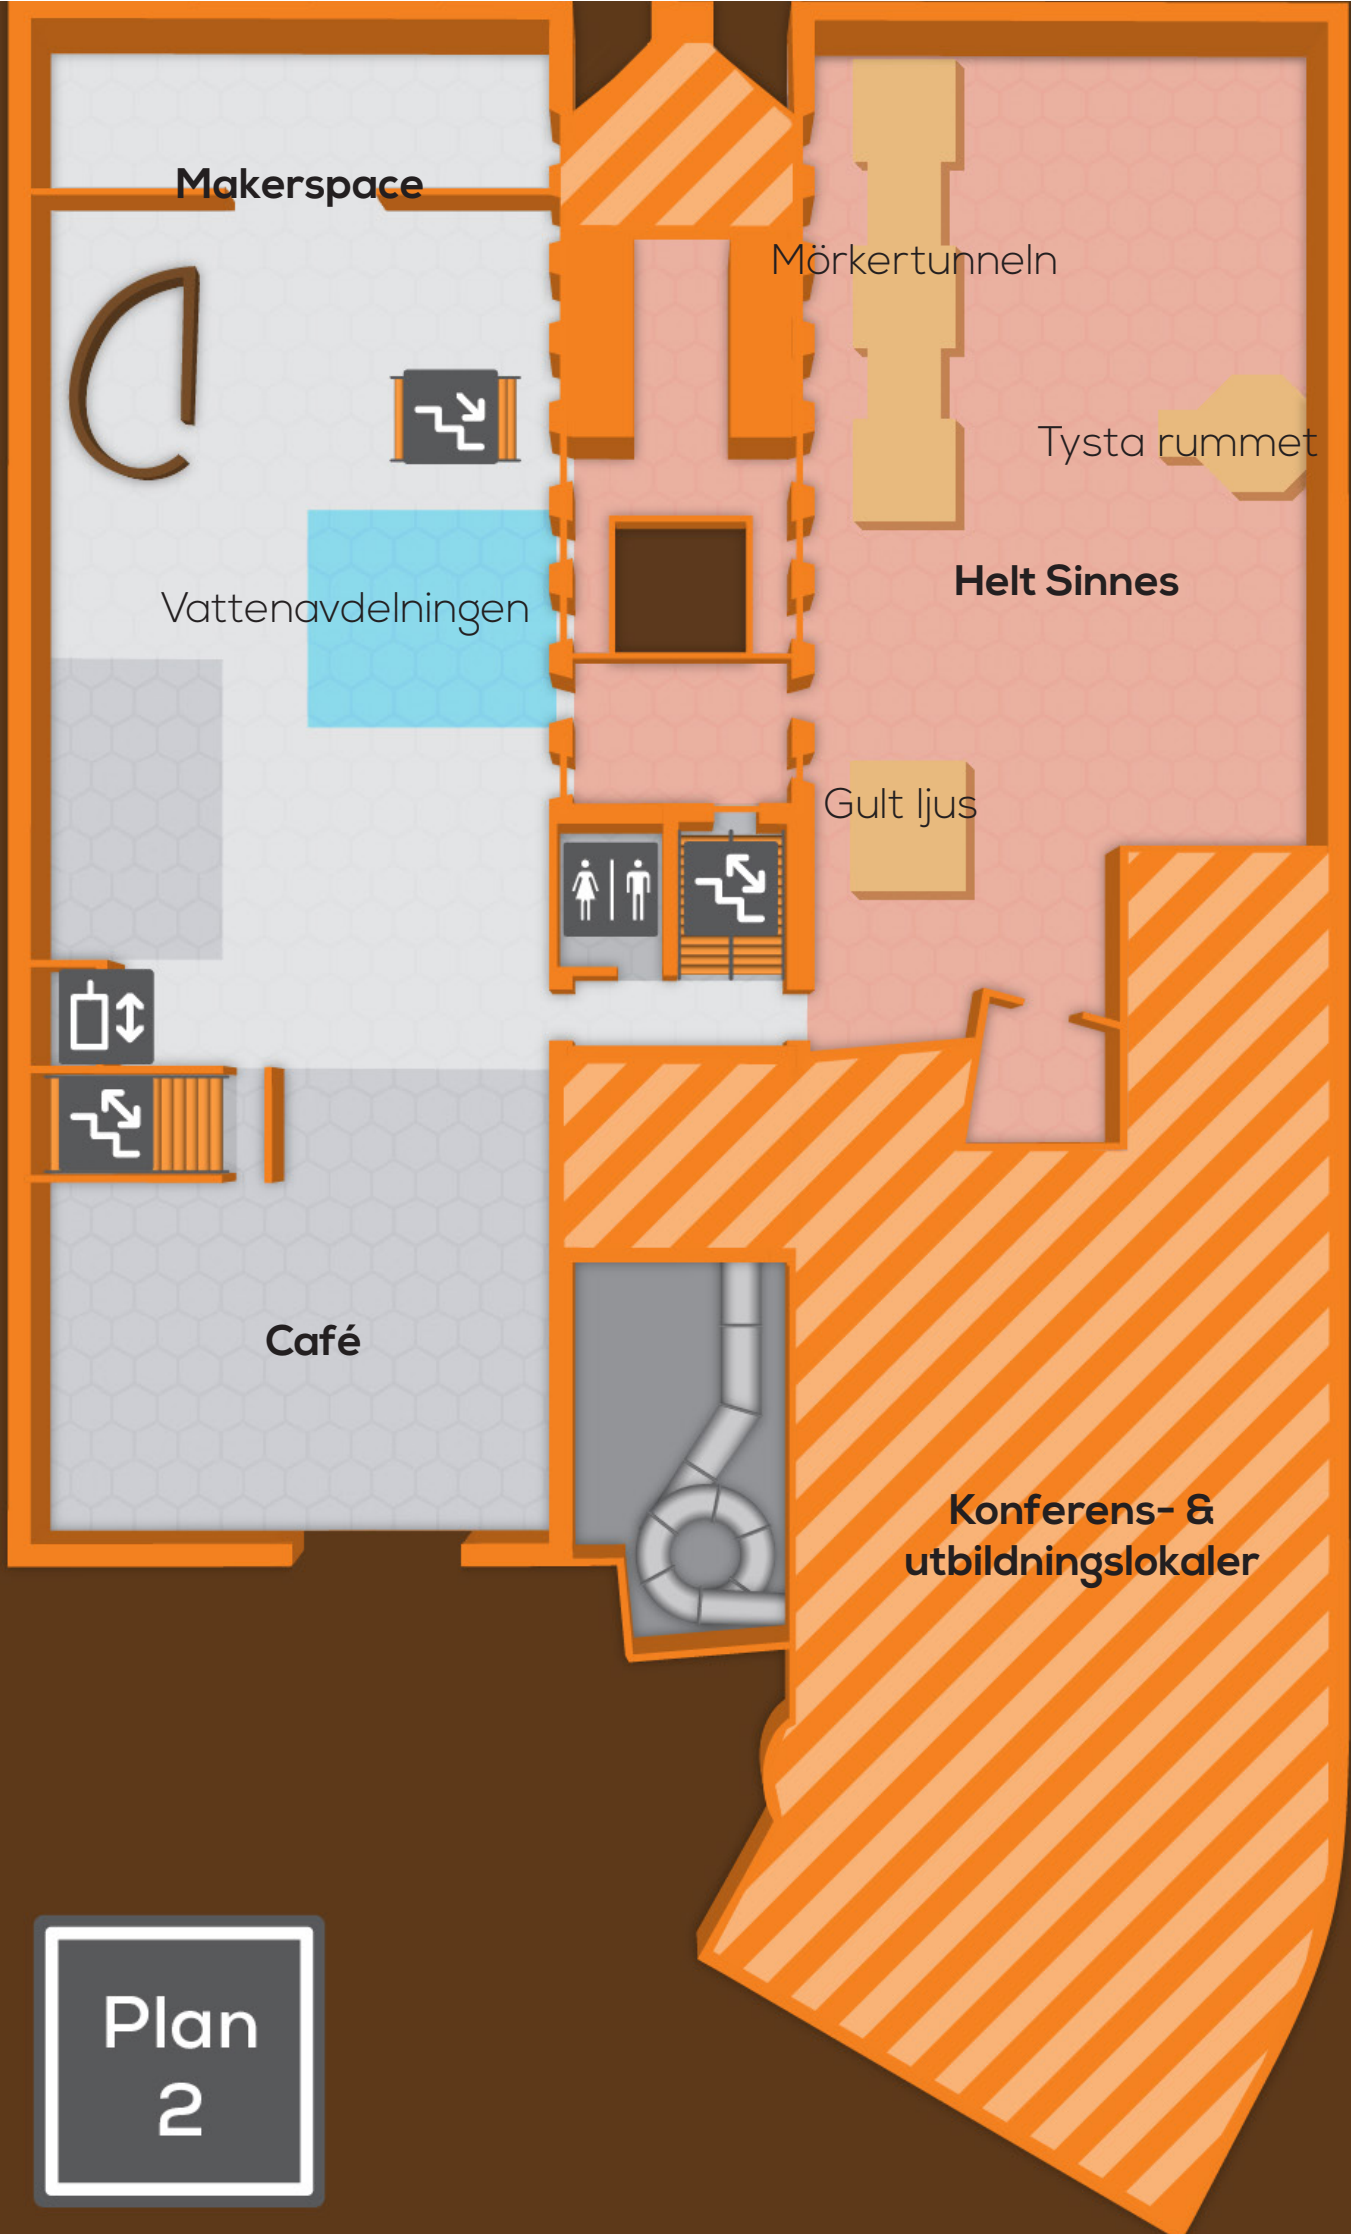 Makerspace
Mörkertunneln
Tysta rummet
Helt Sinnes
Vattenavdelningen
Gult ljus
Café
Konferens- &
utbildningslokaler
Plan
2